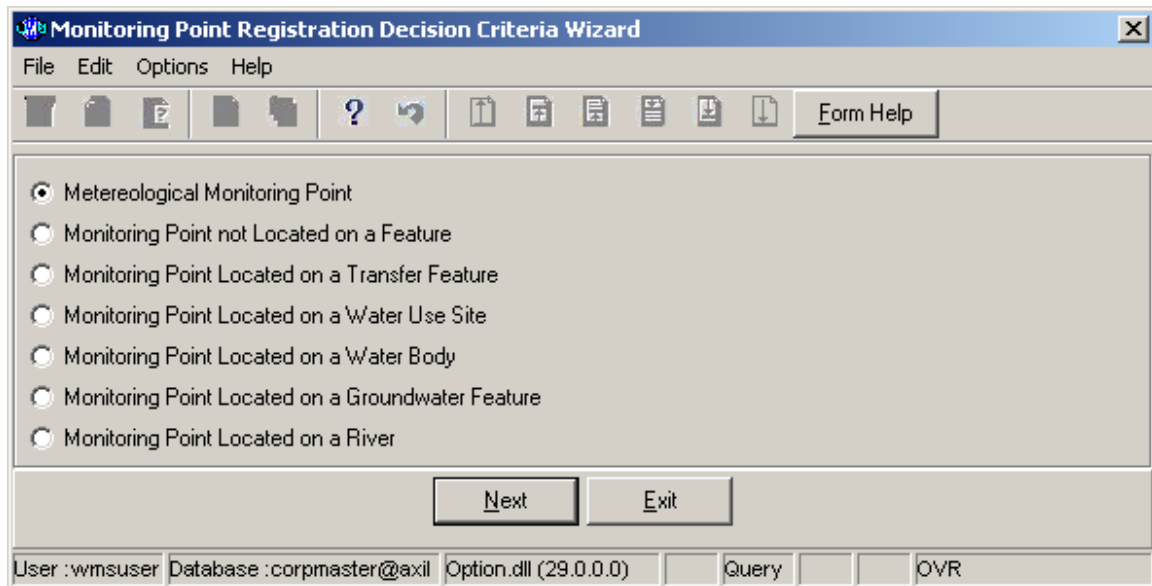 Monitoring Point Registration Decision Criteria Wizard
File Edit Options Help
Form Help
Metereological Monitoring Point
Monitoring Point not Located on a Feature
Monitoring Point Located on a Transfer Feature
Monitoring Point Located on a Water Use Site
Monitoring Point Located on a Water Body
Monitoring Point Located on a Groundwater Feature
Monitoring Point Located on a River
Next Exit
User :wmsuser Database :corpmaster@axil Option.dll (29.0.0.0) Query OVR